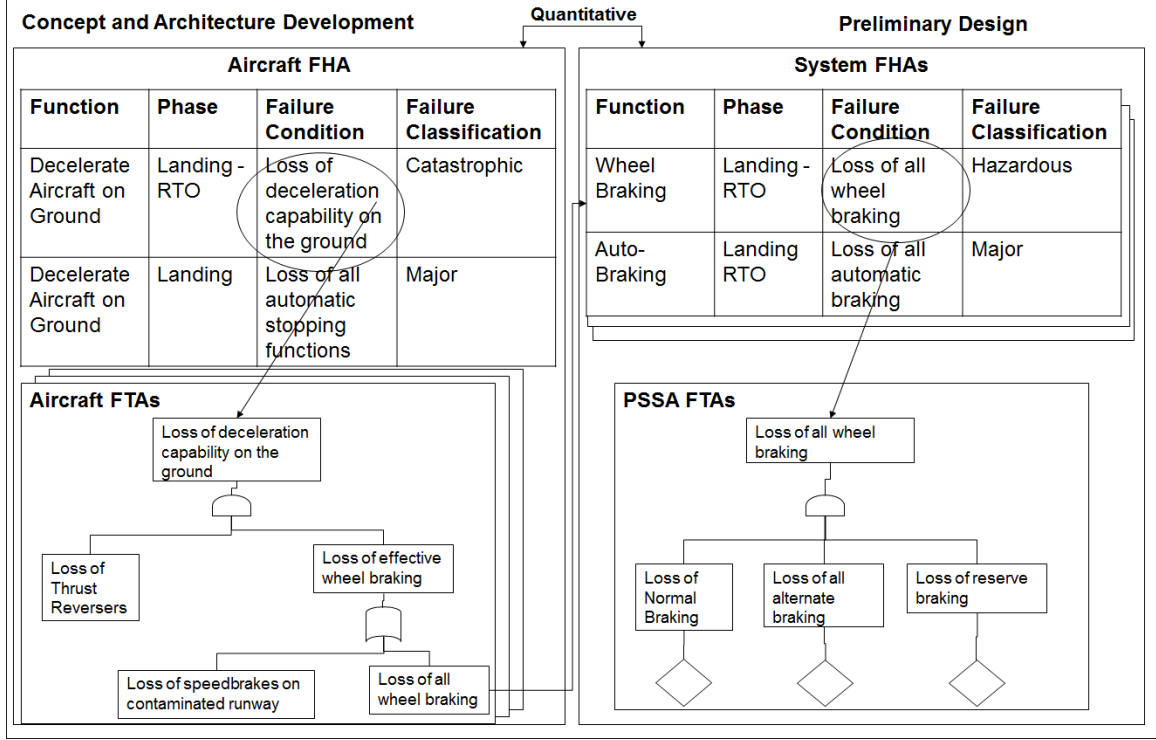 Concept and Architecture Development
Quantitative
Preliminary Design
Aircraft FHA
Function
Phase
Failure
Condition
Failure
Classification
Decelerate
Aircraft on
Ground
Landing -
RTO
Loss of
deceleration
capability on
the ground
Catastrophic
Decelerate
Aircraft on
Ground
Landing
Loss of all
automatic
stopping
functions
Major
System FHAs
Function
Phase
Failure
Condition
Failure
Classification
Wheel
Braking
Landing -
RTO
Loss of all
wheel
braking
Hazardous
Auto-
Braking
Landing
RTO
Loss of all
automatic
braking
Major
Aircraft FTAs
Loss of deceleration
capability on the
ground
Loss of
Thrust
Reversers
Loss of effective
wheel braking
Loss of speedbrakes on
contaminated runway
Loss of all
wheel braking
PSSA FTAs
Loss of all wheel
braking
Loss of
Normal
Braking
Loss of all
alternate
braking
Loss of reserve
braking